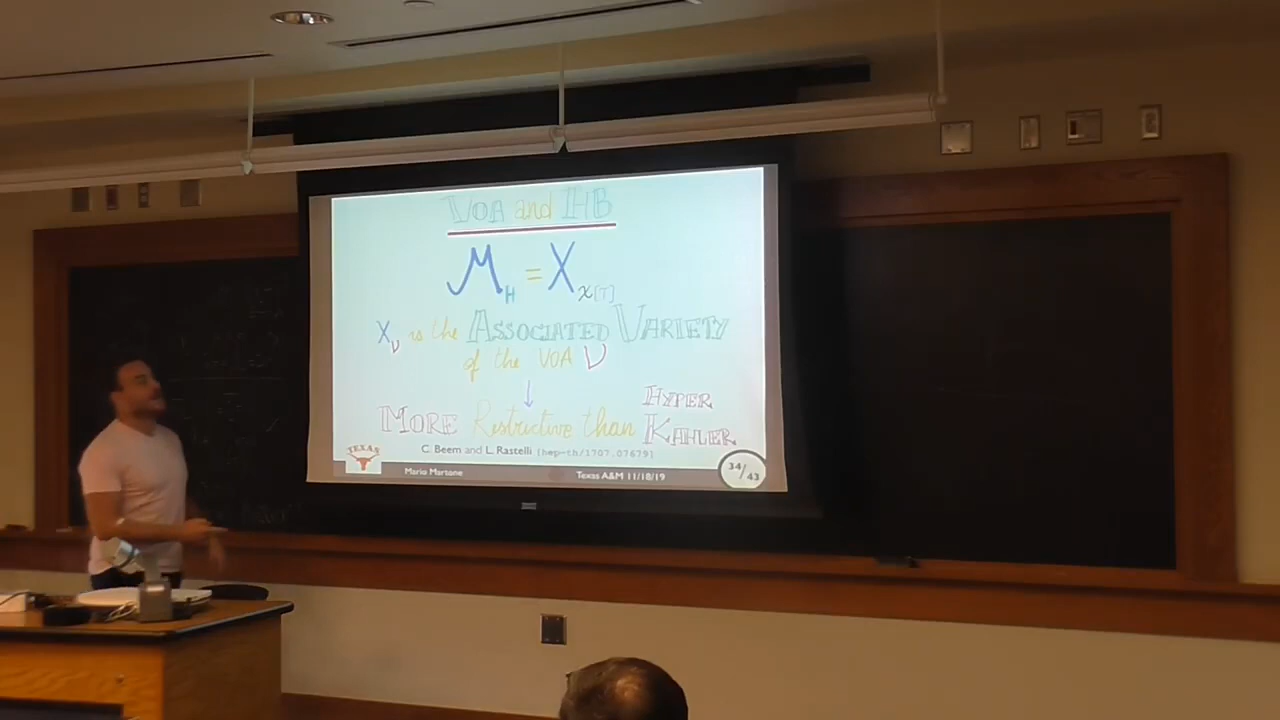 VOA and HB
M_H = X_χ[T]
X_V is the ASSOCIATED VARIETY
of the VOA V
↓
MORE Restrictive than HYPER KAHLER
C. Beem and L. Rastelli [hep-th/1707.07679]
TEXAS
Mario Martone
Texas A&M 11/18/19
34/43